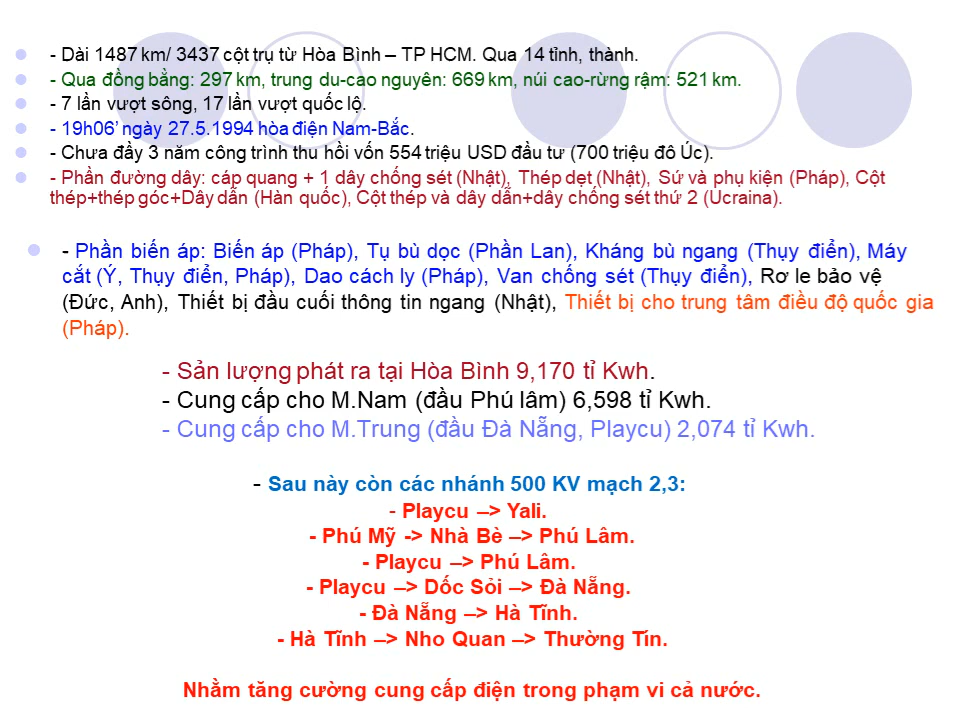 - Dài 1487 km/ 3437 cột trụ từ Hòa Bình – TP HCM. Qua 14 tỉnh, thành.
- Qua đồng bằng: 297 km, trung du-cao nguyên: 669 km, núi cao-rừng rậm: 521 km.
- 7 lần vượt sông, 17 lần vượt quốc lộ.
- 19h06’ ngày 27.5.1994 hòa điện Nam-Bắc.
- Chưa đầy 3 năm công trình thu hồi vốn 554 triệu USD đầu tư (700 triệu đô Úc).
- Phần đường dây: cáp quang + 1 dây chống sét (Nhật), Thép dẹt (Nhật), Sứ và phụ kiện (Pháp), Cột
thép+thép góc+Dây dẫn (Hàn quốc), Cột thép và dây dẫn+dây chống sét thứ 2 (Ucraina).
- Phần biến áp: Biến áp (Pháp), Tụ bù dọc (Phần Lan), Kháng bù ngang (Thụy điển), Máy
cắt (Ý, Thụy điển, Pháp), Dao cách ly (Pháp), Van chống sét (Thụy điển), Rơ le bảo vệ
(Đức, Anh), Thiết bị đầu cuối thông tin ngang (Nhật), Thiết bị cho trung tâm điều độ quốc gia
(Pháp).
- Sản lượng phát ra tại Hòa Bình 9,170 tỉ Kwh.
- Cung cấp cho M.Nam (đầu Phú lâm) 6,598 tỉ Kwh.
- Cung cấp cho M.Trung (đầu Đà Nẵng, Playcu) 2,074 tỉ Kwh.
- Sau này còn các nhánh 500 KV mạch 2,3:
- Playcu –> Yali.
- Phú Mỹ -> Nhà Bè –> Phú Lâm.
- Playcu –> Phú Lâm.
- Playcu –> Dốc Sỏi –> Đà Nẵng.
- Đà Nẵng –> Hà Tĩnh.
- Hà Tĩnh –> Nho Quan –> Thường Tín.
Nhằm tăng cường cung cấp điện trong phạm vi cả nước.